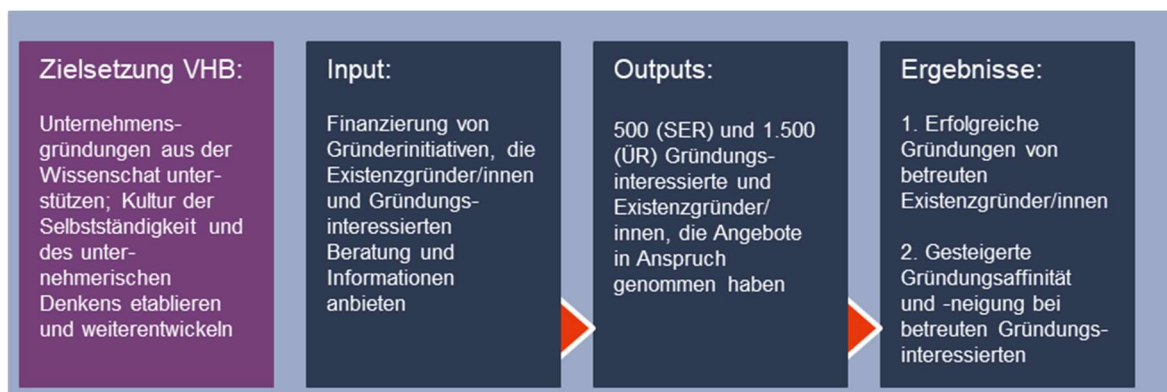 Zielsetzung VHB:
Unternehmens-
gründungen aus der
Wissenschat unter-
stützen; Kultur der
Selbstständigkeit und
des unter-
nehmerischen
Denkens etablieren
und weiterentwickeln
Input:
Finanzierung von
Gründerinitiativen, die
Existenzgründer/innen
und Gründungs-
interessierten
Beratung und
Informationen
anbieten
Outputs:
500 (SER) und 1.500
(ÜR) Gründungs-
interessierte und
Existenzgründer/
innen, die Angebote
in Anspruch
genommen haben
Ergebnisse:
1. Erfolgreiche
Gründungen von
betreuten
Existenzgründer/innen
2. Gesteigerte
Gründungsaffinität
und -neigung bei
betreuten Gründungs-
interessierten